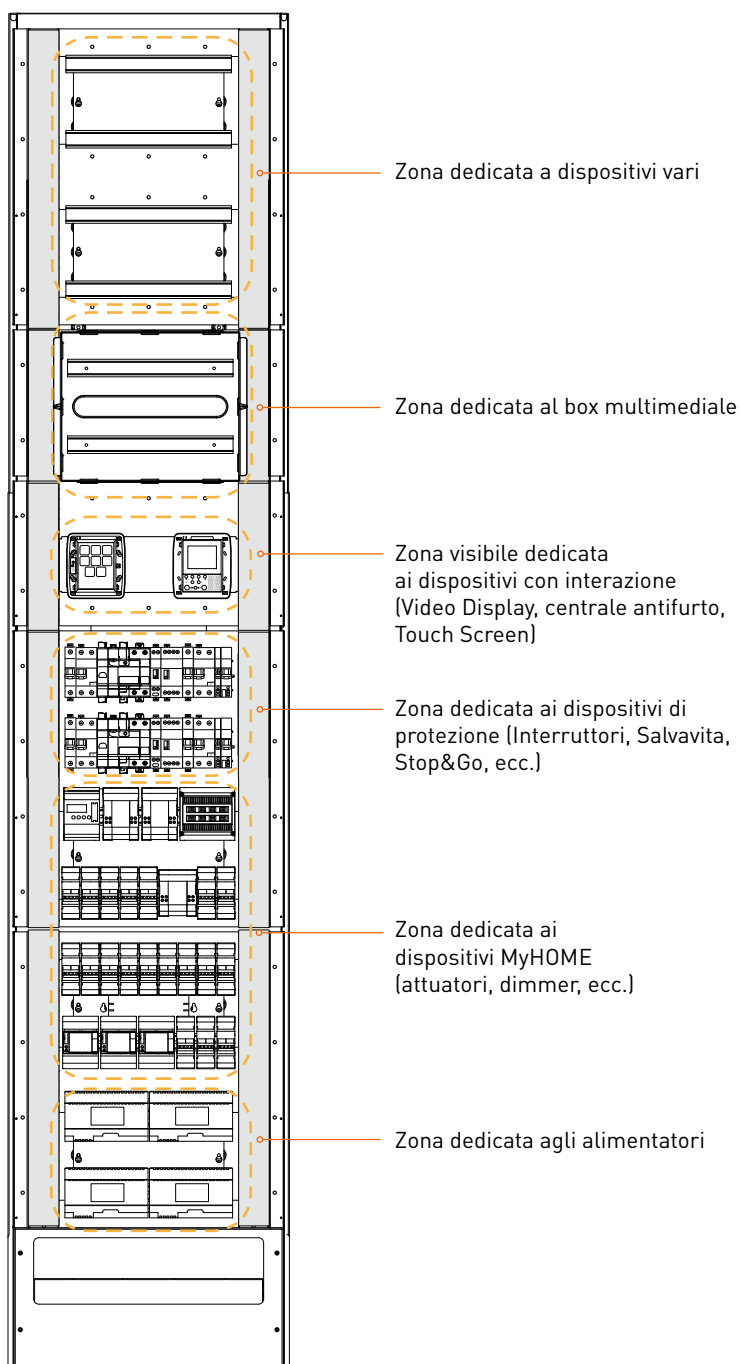 Zona dedicata a dispositivi vari
Zona dedicata al box multimediale
Zona visibile dedicata
ai dispositivi con interazione
(Video Display, centrale antifurto,
Touch Screen)
Zona dedicata ai dispositivi di
protezione (Interruttori, Salvavita,
Stop&Go, ecc.)
Zona dedicata ai
dispositivi MyHOME
(attuatori, dimmer, ecc.)
Zona dedicata agli alimentatori